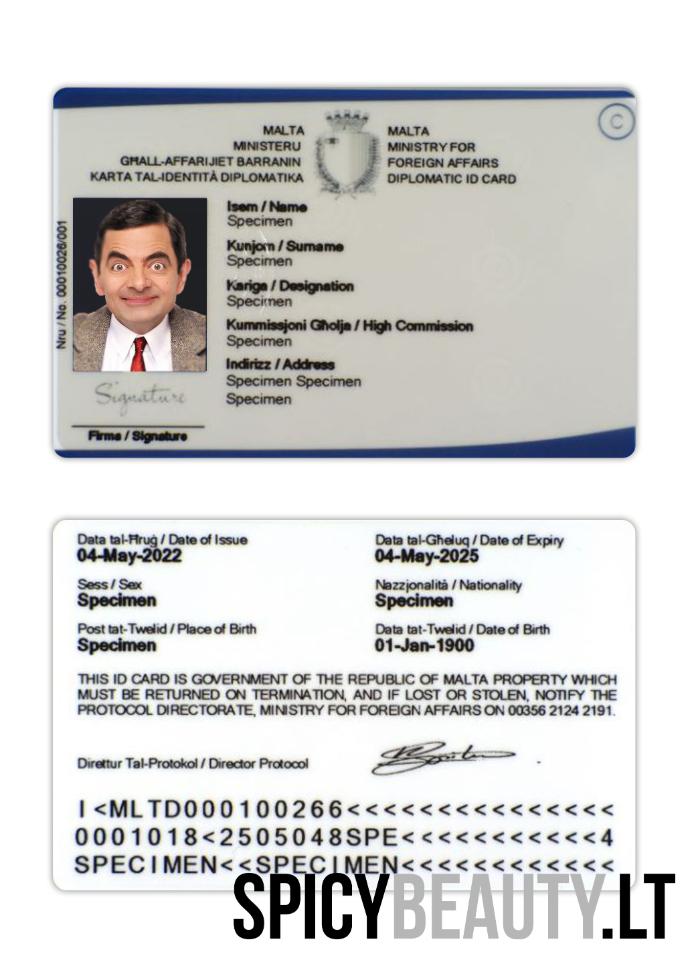 C
MALTA
MINISTERU
GĦALL-AFFARIJIET BARRANIN
KARTA TAL-IDENTITÀ DIPLOMATIKA
MALTA
MINISTRY FOR
FOREIGN AFFAIRS
DIPLOMATIC ID CARD
Nru / No. 00010026/001
Isem / Name
Specimen
Kunjom / Surname
Specimen
Kariga / Designation
Specimen
Kummissjoni Għolja / High Commission
Specimen
Indirizz / Address
Specimen Specimen
Specimen
Signature
Firma / Signature
Data tal-Ħruġ / Date of Issue
04-May-2022
Data tal-Għeluq / Date of Expiry
04-May-2025
Sess / Sex
Specimen
Nazzjonalità / Nationality
Specimen
Post tat-Twelid / Place of Birth
Specimen
Data tat-Twelid / Date of Birth
01-Jan-1900
THIS ID CARD IS GOVERNMENT OF THE REPUBLIC OF MALTA PROPERTY WHICH
MUST BE RETURNED ON TERMINATION, AND IF LOST OR STOLEN, NOTIFY THE
PROTOCOL DIRECTORATE, MINISTRY FOR FOREIGN AFFAIRS ON 00356 2124 2191.
Direttur Tal-Protokol / Director Protocol
I<MLTD000100266<<<<<<<<<<<<<<<
0001018<2505048SPE<<<<<<<<<<<4
SPECIMEN<<SPECIMEN<<<<<<<<<<<<
SPICYBEAUTY.LT